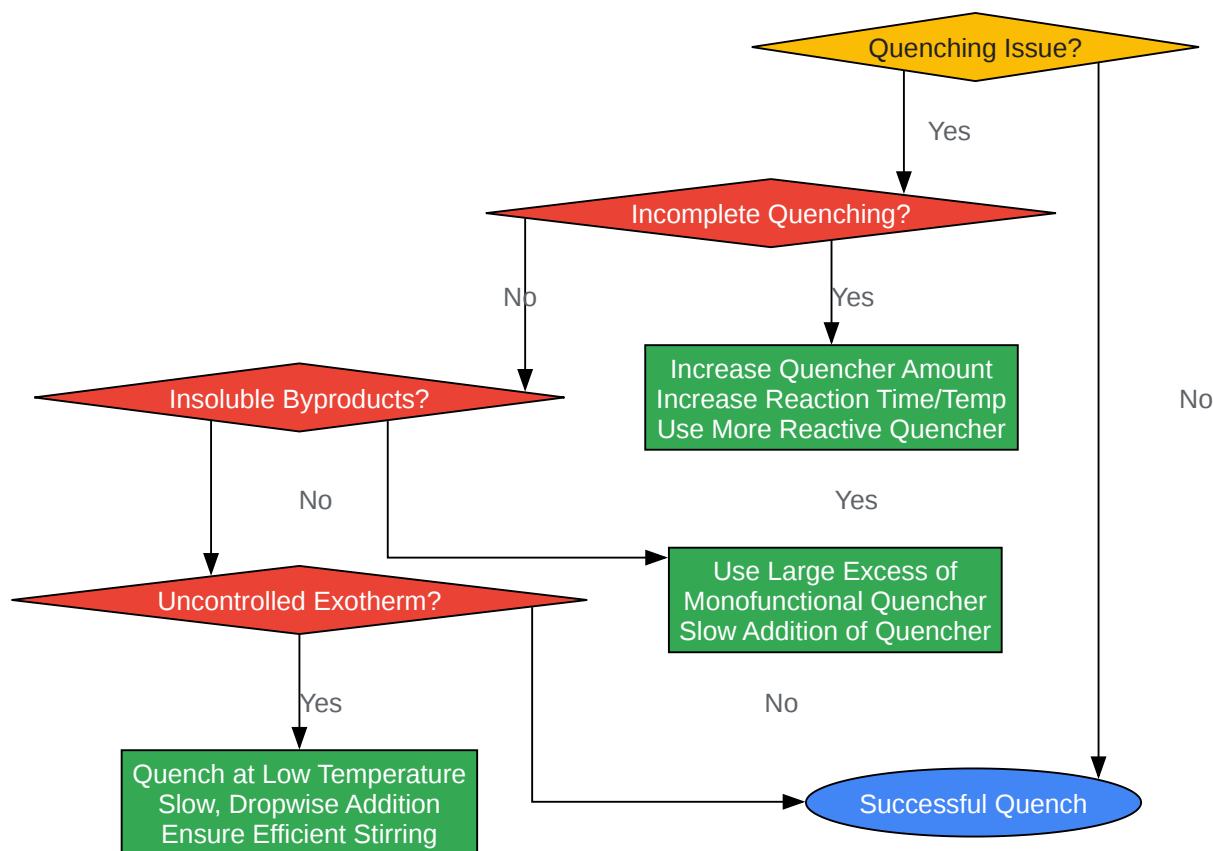 Quenching Issue?
Yes
Incomplete Quenching?
No
Yes
Increase Quencher Amount
Increase Reaction Time/Temp
Use More Reactive Quencher
Insoluble Byproducts?
No
No
Yes
Use Large Excess of
Monofunctional Quencher
Slow Addition of Quencher
Uncontrolled Exotherm?
Yes
No
Quench at Low Temperature
Slow, Dropwise Addition
Ensure Efficient Stirring
Successful Quench